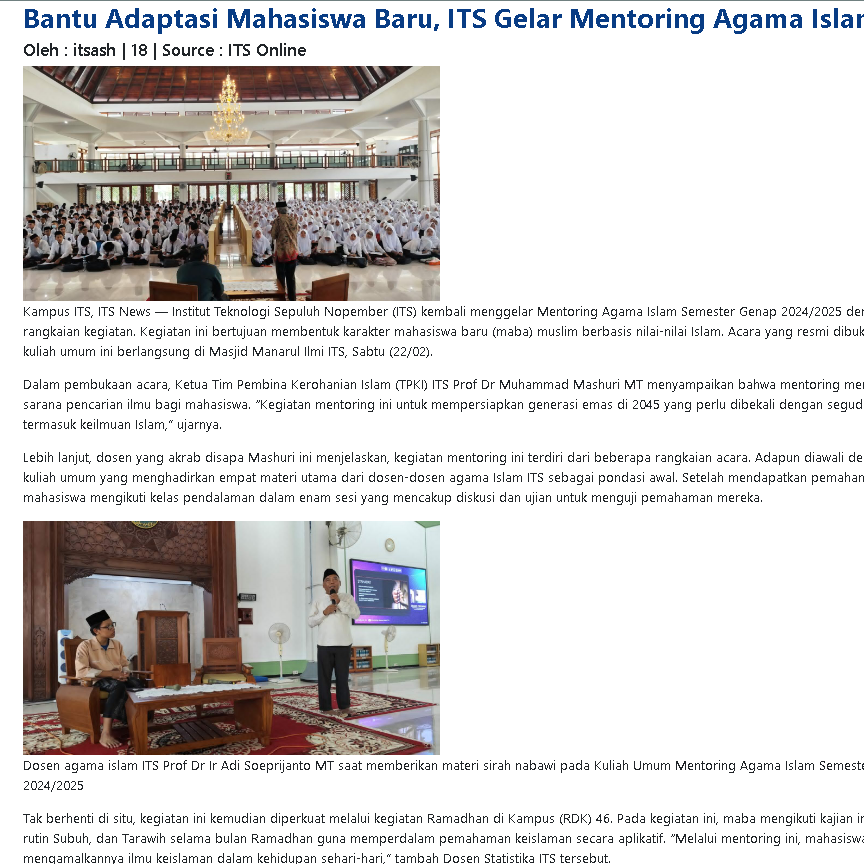 Bantu Adaptasi Mahasiswa Baru, ITS Gelar Mentoring Agama
Oleh : itsash | 18 | Source : ITS Online
Kampus ITS, ITS News — Institut Teknologi Sepuluh Nopember (ITS) kembali menggelar Mentoring Agama Islam Semester Genap 2024/2025
rangkaian kegiatan. Kegiatan ini bertujuan membentuk karakter mahasiswa baru (maba) muslim berbasis nilai-nilai Islam. Acara yang resmi
kuliah umum ini berlangsung di Masjid Manarul Ilmi ITS, Sabtu (22/02).
Dalam pembukaan acara, Ketua Tim Pembina Kerohanian Islam (TPKI) ITS Prof Dr Muhammad Mashuri MT menyampaikan bahwa mentoring
sarana pencarian ilmu bagi mahasiswa. “Kegiatan mentoring ini untuk mempersiapkan generasi emas di 2045 yang perlu dibekali dengan
termasuk keilmuan Islam,” ujarnya.
Lebih lanjut, dosen yang akrab disapa Mashuri ini menjelaskan, kegiatan mentoring ini terdiri dari beberapa rangkaian acara. Adapun diawali
kuliah umum yang menghadirkan empat materi utama dari dosen-dosen agama Islam ITS sebagai pondasi awal. Setelah mendapatkan
mahasiswa mengikuti kelas pendalaman dalam enam sesi yang mencakup diskusi dan ujian untuk menguji pemahaman mereka.
Dosen agama islam ITS Prof Dr Ir Adi Soeprijanto MT saat memberikan materi sirah nabawi pada Kuliah Umum Mentoring Agama Islam
2024/2025
Tak berhenti di situ, kegiatan ini kemudian diperkuat melalui kegiatan Ramadhan di Kampus (RDK) 46. Pada kegiatan ini, maba mengikuti kajian
rutin Subuh, dan Tarawih selama bulan Ramadhan guna memperdalam pemahaman keislaman secara aplikatif. “Melalui mentoring ini,
mengamalkannya ilmu keislaman dalam kehidupan sehari-hari,” tambah Dosen Statistika ITS tersebut.